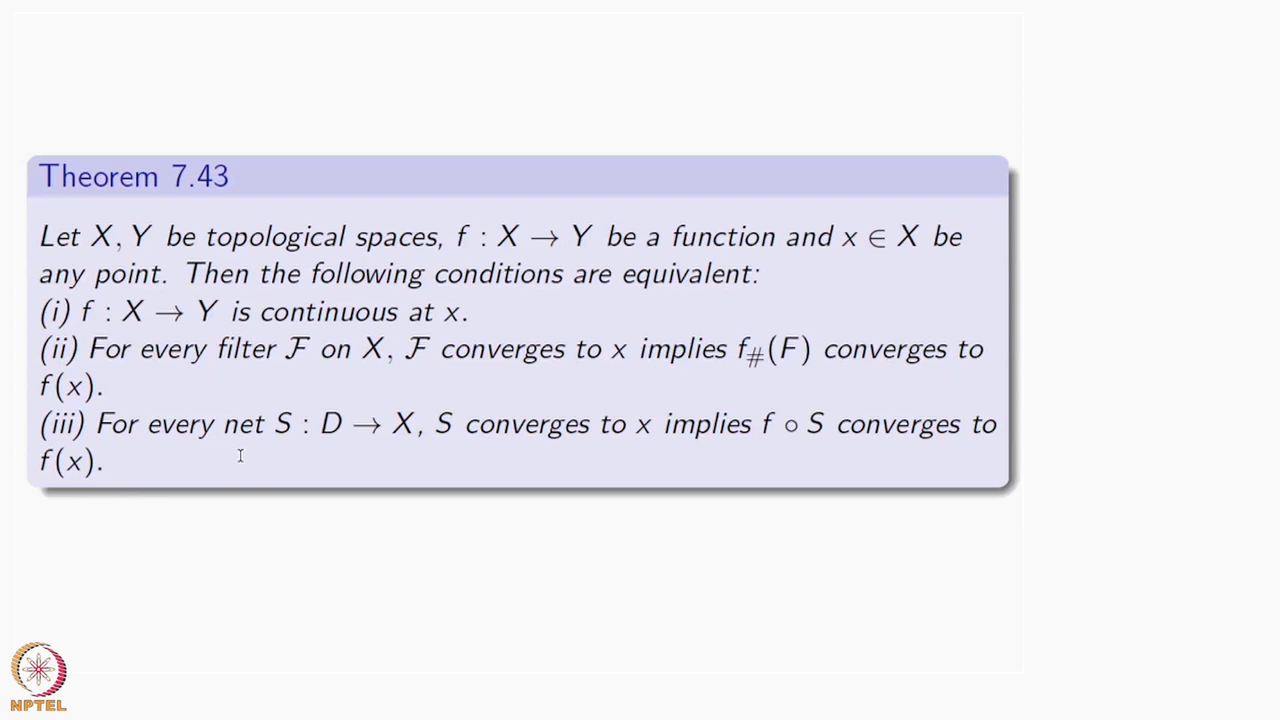 Theorem 7.43
Let X, Y be topological spaces, f : X → Y be a function and x ∈ X be
any point. Then the following conditions are equivalent:
(i) f : X → Y is continuous at x.
(ii) For every filter ℱ on X, ℱ converges to x implies f_#(F) converges to
f(x).
(iii) For every net S : D → X, S converges to x implies f ∘ S converges to
f(x).
NPTEL